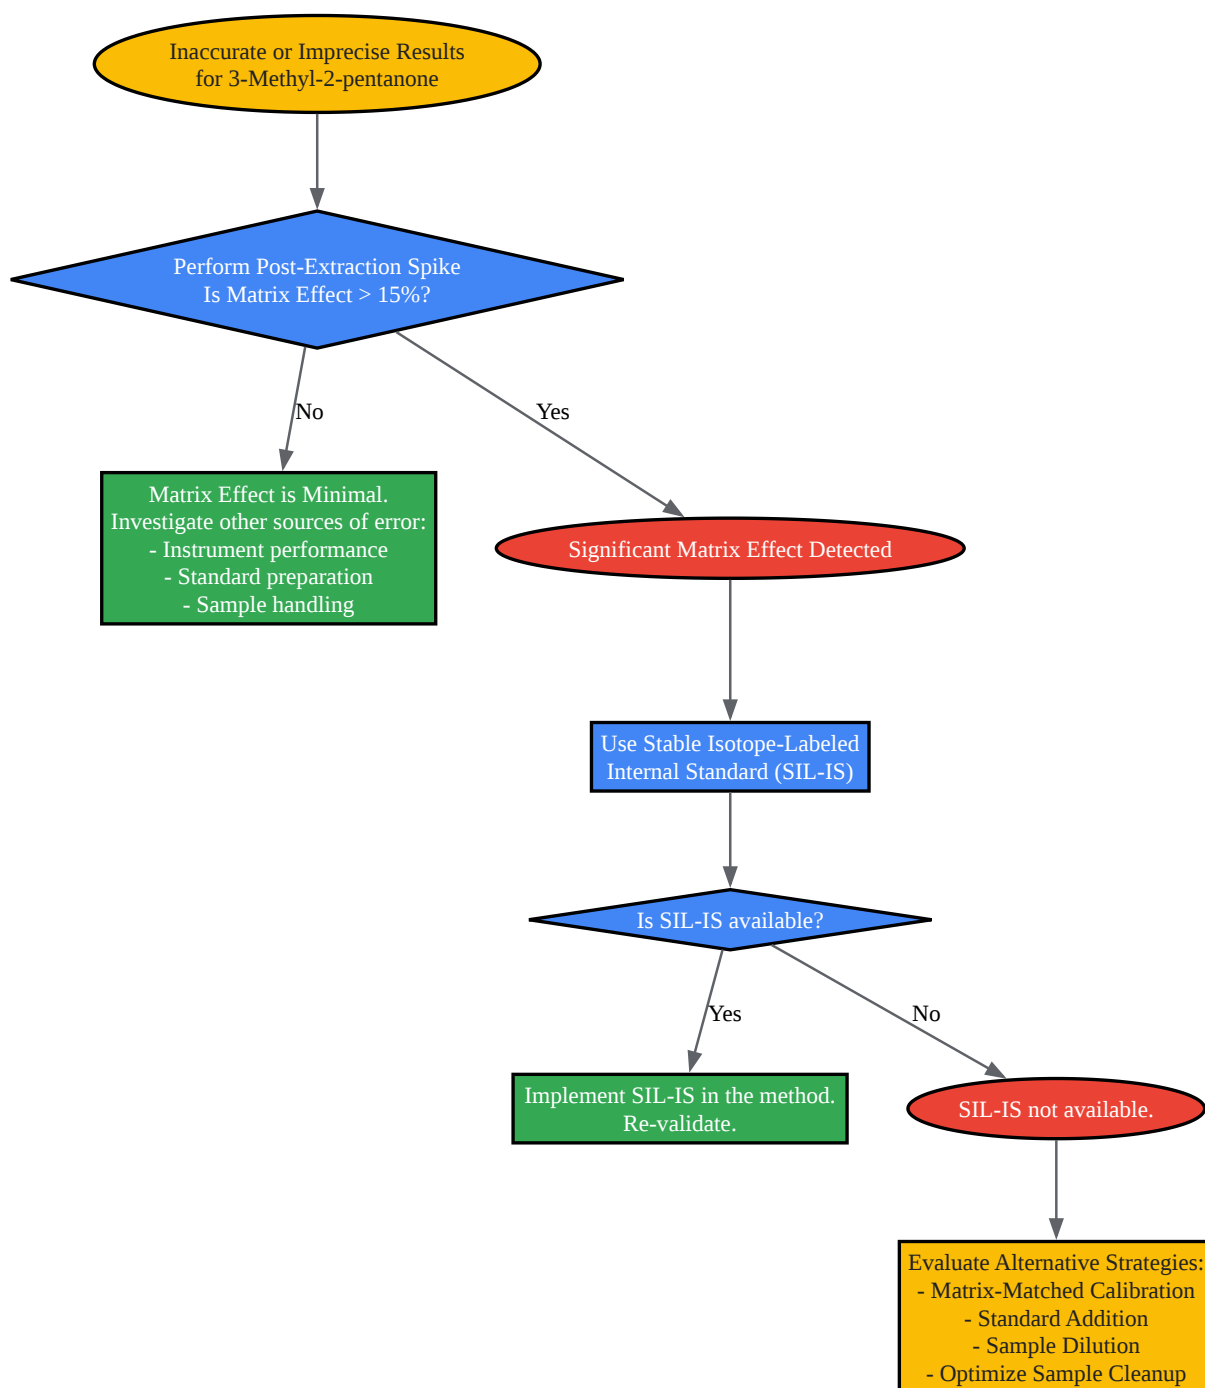 Inaccurate or Imprecise Results
for 3-Methyl-2-pentanone
Perform Post-Extraction Spike
Is Matrix Effect > 15%?
No
Yes
Matrix Effect is Minimal.
Investigate other sources of error:
- Instrument performance
- Standard preparation
- Sample handling
Significant Matrix Effect Detected
Use Stable Isotope-Labeled
Internal Standard (SIL-IS)
Is SIL-IS available?
Yes
No
Implement SIL-IS in the method.
Re-validate.
SIL-IS not available.
Evaluate Alternative Strategies:
- Matrix-Matched Calibration
- Standard Addition
- Sample Dilution
- Optimize Sample Cleanup